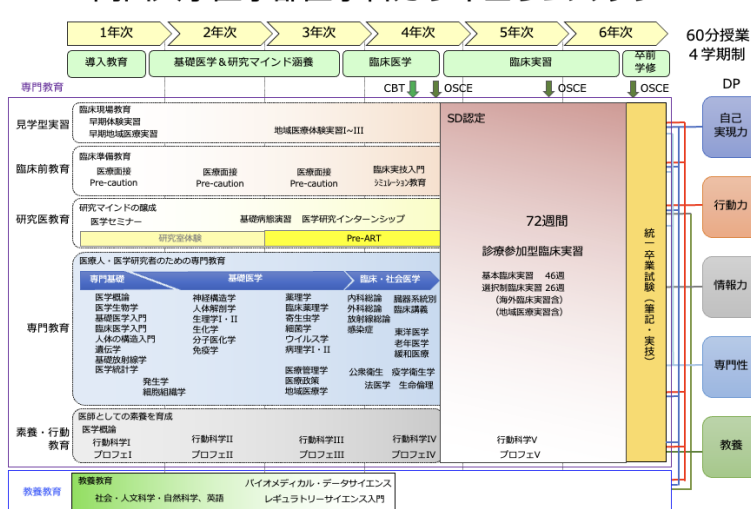 1年次
2年次
3年次
4年次
5年次
6年次
60分授業
4学期制
導入教育
基礎医学&研究マインド涵養
臨床医学
臨床実習
卒前
学修
専門教育
CBT
OSCE
OSCE
OSCE
DP
見学型実習
臨床現場教育
早期体験実習
早期地域医療実習
地域医療体験実習I~III
SD認定
自己
実現力
臨床前教育
臨床準備教育
医療面接
Pre-caution
医療面接
Pre-caution
医療面接
Pre-caution
臨床実技入門
シミュレーション教育
研究医教育
研究マインドの醸成
医学セミナー
基礎病態演習
医学研究インターンシップ
研究室体験
Pre-ART
72週間
診療参加型臨床実習
基本臨床実習 46週
選択制臨床実習 26週
(海外臨床実習含)
(地域医療実習含)
統一卒業試験(筆記・実技)
行動力
情報力
専門教育
医療人・医学研究者のための専門教育
専門基礎
基礎医学
臨床・社会医学
医学概論
医学生物学
基礎医学入門
臨床医学入門
人体の構造入門
遺伝学
基礎放射線学
医学統計学
発生学
細胞組織学
神経構造学
人体解剖学
生理学I・II
生化学
分子医化学
免疫学
薬理学
臨床薬理学
寄生虫学
細菌学
ウイルス学
病理学I・II
医療管理学
医療政策
地域医療学
内科総論
外科総論
放射線総論
感染症
臓器系統別
臨床講義
東洋医学
老年医学
緩和医療
公衆衛生
疫学衛生学
法医学
生命倫理
専門性
素養・行動
教育
医師としての素養を育成
医学概論
行動科学I
プロフェI
行動科学II
プロフェII
行動科学III
プロフェIII
行動科学IV
プロフェIV
行動科学V
プロフェV
教養
教養教育
教養教育
社会・人文科学・自然科学、英語
バイオメディカル・データサイエンス
レギュラトリーサイエンス入門